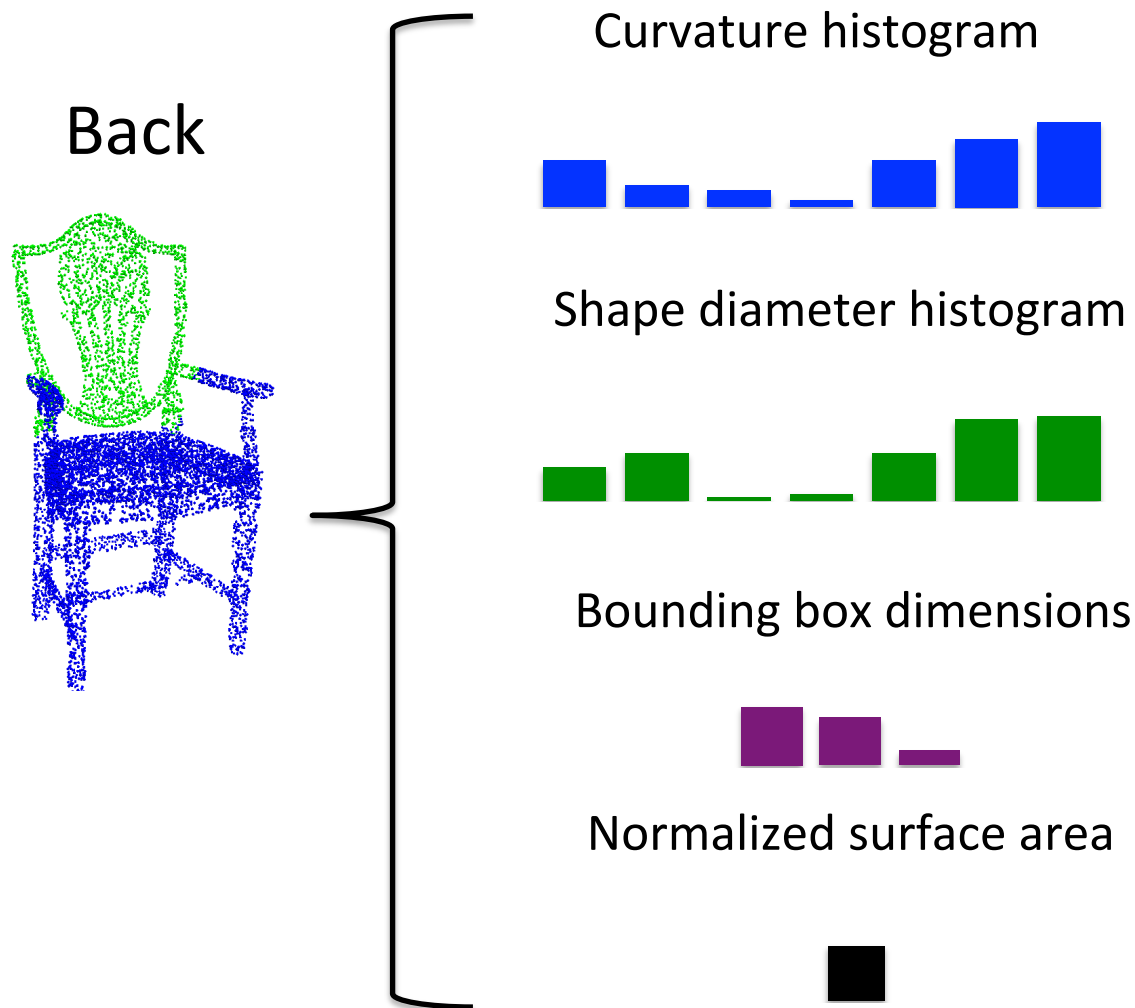 Curvature histogram
Back
Shape diameter histogram
Bounding box dimensions
Normalized surface area